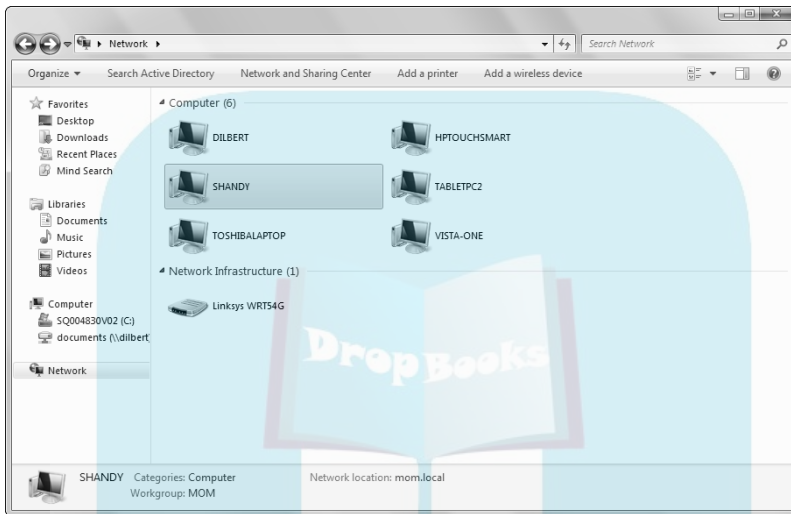 Network
Search Network
Organize
Search Active Directory
Network and Sharing Center
Add a printer
Add a wireless device
Favorites
Desktop
Downloads
Recent Places
Mind Search
Libraries
Documents
Music
Pictures
Videos
Computer
SQ004830V02 (C:)
documents (\\dilbert
Network
Computer (6)
DILBERT
HPTOUCHSMART
SHANDY
TABLETPC2
TOSHIBALAPTOP
VISTA-ONE
Network Infrastructure (1)
Linksys WRT54G
DropBooks
SHANDY Categories: Computer Network location: mom.local
Workgroup: MOM